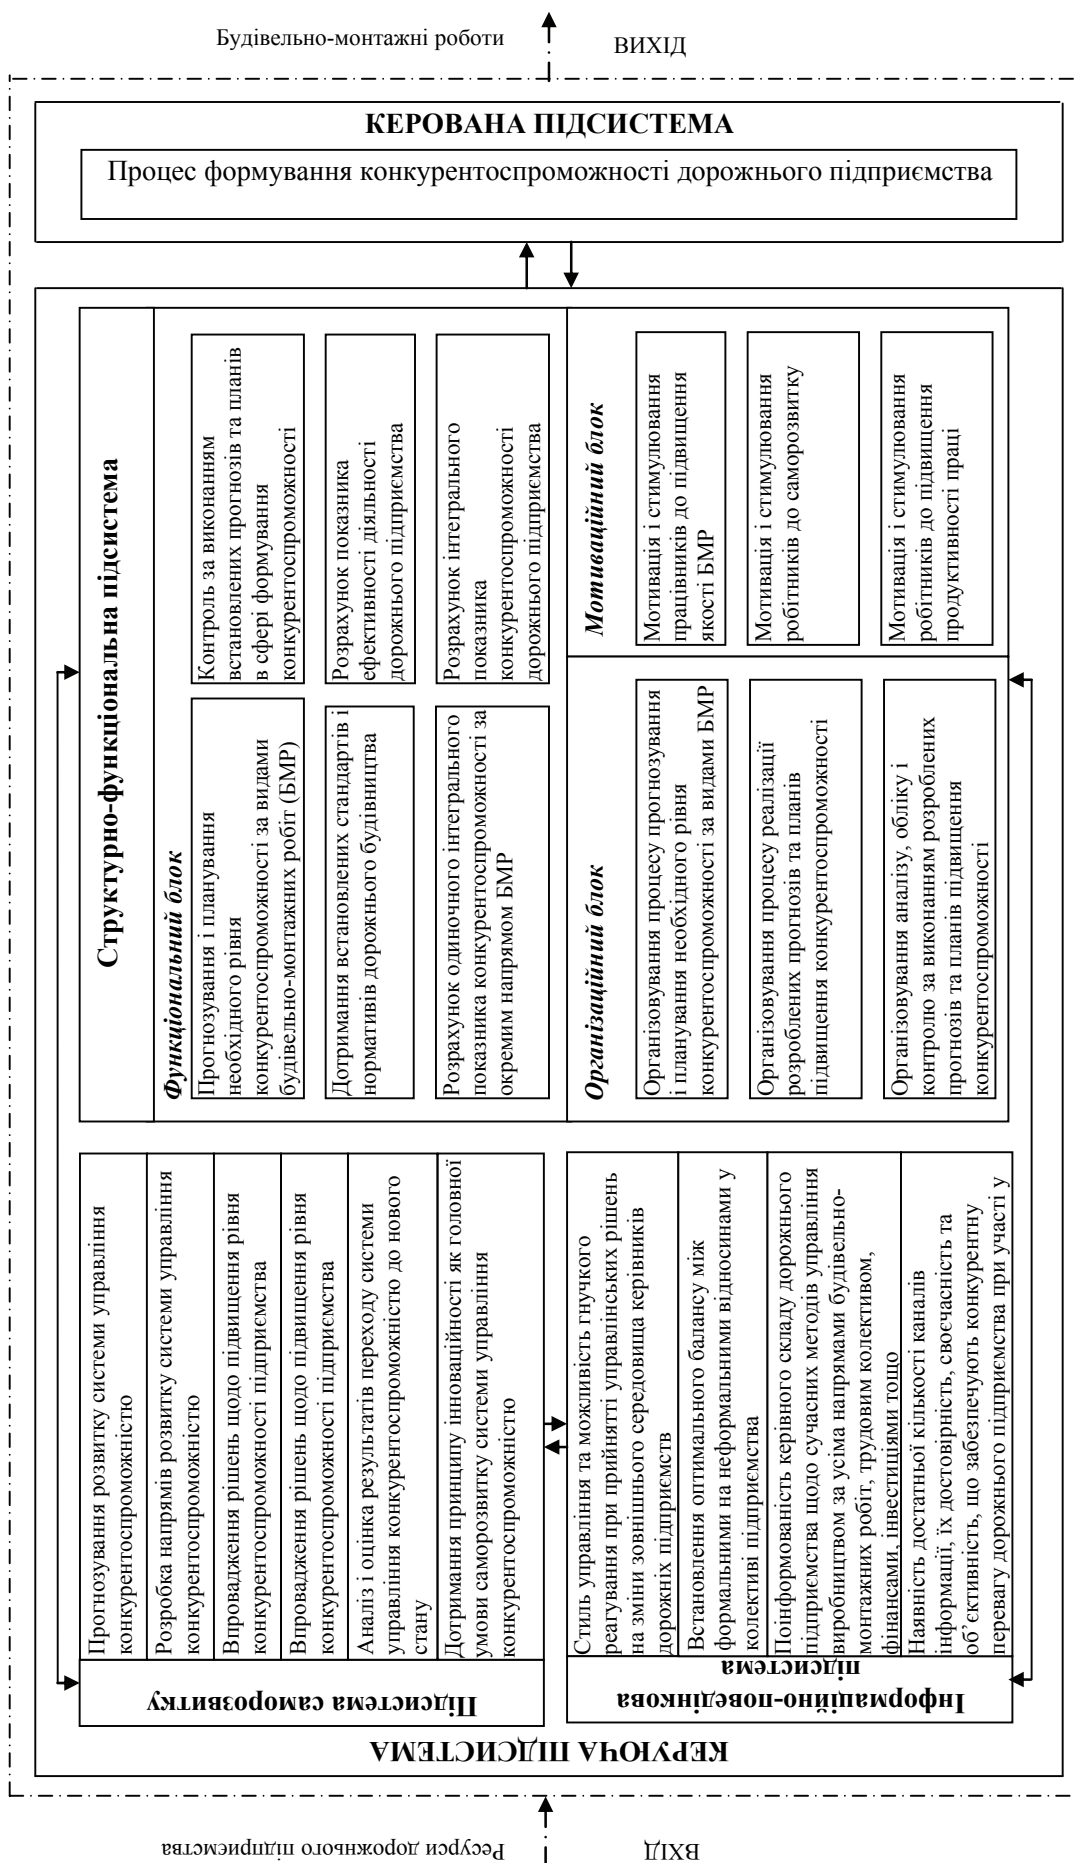 Будівельно-монтажні роботи
ВИХІД
КЕРОВАНА ПІДСИСТЕМА
Процес формування конкурентоспроможності дорожнього підприємства
Структурно-функціональна підсистема
Функціональний блок
Прогнозування і планування
необхідного рівня
конкурентоспроможності за видами
будівельно-монтажних робіт (БМР)
Дотримання встановлених стандартів і
нормативів дорожнього будівництва
Розрахунок одиночного інтегрального
показника конкурентоспроможності за
окремим напрямом БМР
Контроль за виконанням
встановлених прогнозів та планів
в сфері формування
конкурентоспроможності
Розрахунок показника
ефективності діяльності
дорожнього підприємства
Розрахунок інтегрального
показника
конкурентоспроможності
дорожнього підприємства
Організаційний блок
Організовування процесу прогнозування
і планування необхідного рівня
конкурентоспроможності за видами БМР
Організовування процесу реалізації
розроблених прогнозів та планів
підвищення конкурентоспроможності
Організовування аналізу, обліку і
контролю за виконанням розроблених
прогнозів та планів підвищення
конкурентоспроможності
Мотиваційний блок
Мотивація і стимулювання
працівників до підвищення
якості БМР
Мотивація і стимулювання
робітників до саморозвитку
Мотивація і стимулювання
робітників до підвищення
продуктивності праці
КЕРУЮЧА ПІДСИСТЕМА
Підсистема саморозвитку
Прогнозування розвитку системи управління
конкурентоспроможністю
Розробка напрямів розвитку системи управління
конкурентоспроможністю
Впровадження рішень щодо підвищення рівня
конкурентоспроможності підприємства
Впровадження рішень щодо підвищення рівня
конкурентоспроможності підприємства
Аналіз і оцінка результатів переходу системи
управління конкурентоспроможністю до нового
стану
Дотримання принципу інноваційності як головної
умови саморозвитку системи управління
конкурентоспроможністю
Інформаційно-поведінкова
підсистема
Стиль управління та можливість гнучкого
реагування при прийнятті управлінських рішень
на зміни зовнішнього середовища керівників
дорожніх підприємств
Встановлення оптимального балансу між
формальними на неформальними відносинами у
колективі підприємства
Поінформованість керівного складу дорожнього
підприємства щодо сучасних методів управління
виробництвом за усіма напрямами будівельно-
монтажних робіт, трудовим колективом,
фінансами, інвестиціями тощо
Наявність достатної кількості каналів
інформації, їх достовірність, своєчасність та
об’єктивність, що забезпечують конкурентну
перевагу дорожнього підприємства при участі у
Ресурси дорожнього підприємства
ВХІД